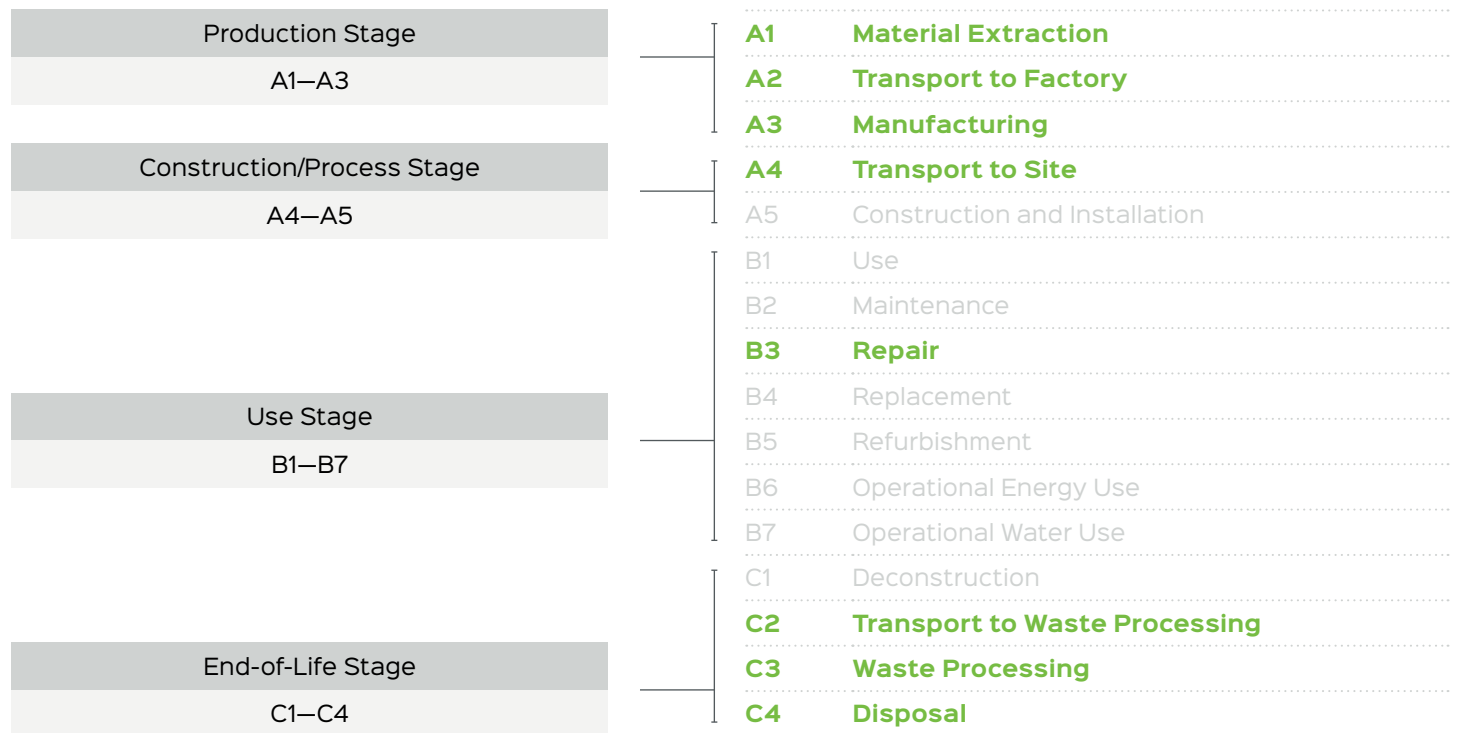 Production Stage
A1—A3
Construction/Process Stage
A4—A5
Use Stage
B1—B7
End-of-Life Stage
C1—C4
A1 Material Extraction
A2 Transport to Factory
A3 Manufacturing
A4 Transport to Site
A5 Construction and Installation
B1 Use
B2 Maintenance
B3 Repair
B4 Replacement
B5 Refurbishment
B6 Operational Energy Use
B7 Operational Water Use
C1 Deconstruction
C2 Transport to Waste Processing
C3 Waste Processing
C4 Disposal